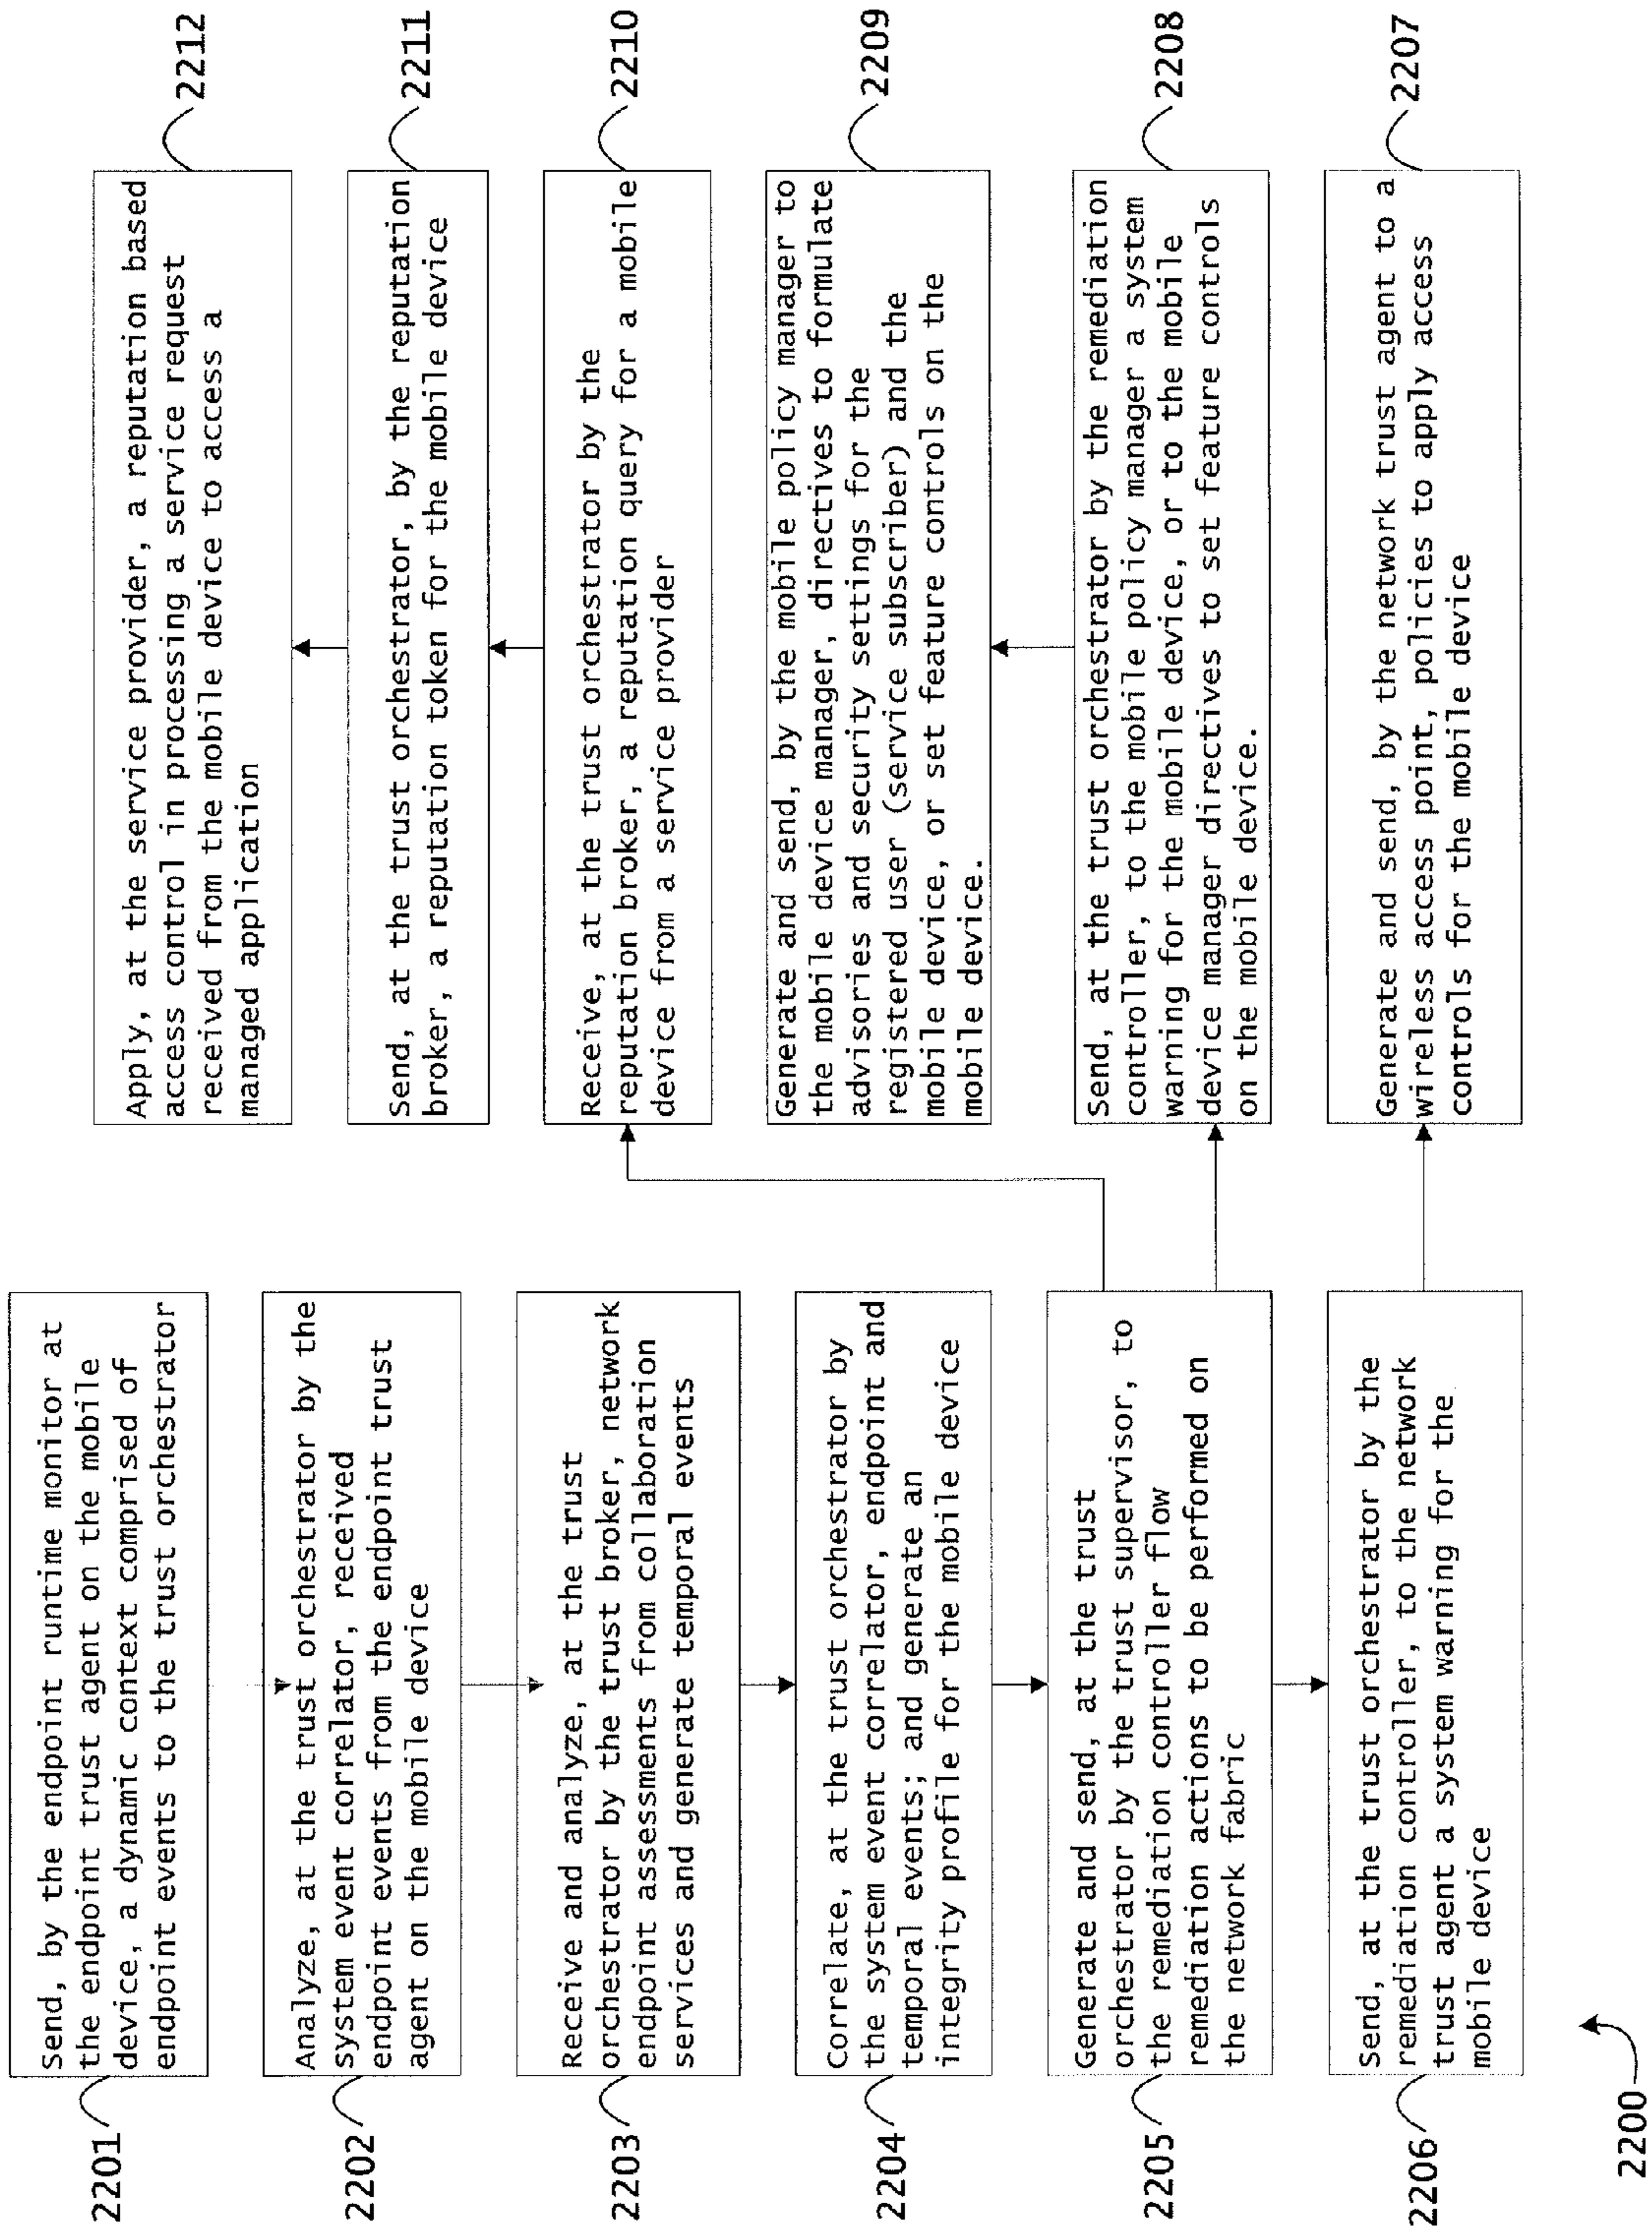 2201
Send, by the endpoint runtime monitor at
the endpoint trust agent on the mobile
device, a dynamic context comprised of
endpoint events to the trust orchestrator
2202
Analyze, at the trust orchestrator by the
system event correlator, received
endpoint events from the endpoint trust
agent on the mobile device
2203
Receive and analyze, at the trust
orchestrator by the trust broker, network
endpoint assessments from collaboration
services and generate temporal events
2204
Correlate, at the trust orchestrator by
the system event correlator, endpoint and
temporal events; and generate an
integrity profile for the mobile device
2205
Generate and send, at the trust
orchestrator by the trust supervisor, to
the remediation controller flow
remediation actions to be performed on
the network fabric
2206
Send, at the trust orchestrator by the
remediation controller, to the network
trust agent a system warning for the
mobile device
2207
Generate and send, by the network trust agent to a
wireless access point, policies to apply access
controls for the mobile device
2208
Send, at the trust orchestrator by the remediation
controller, to the mobile policy manager a system
warning for the mobile device, or to the mobile
device manager directives to set feature controls
on the mobile device.
2209
Generate and send, by the mobile policy manager to
the mobile device manager, directives to formulate
advisories and security settings for the
registered user (service subscriber) and the
mobile device, or set feature controls on the
mobile device.
2210
Receive, at the trust orchestrator by the
reputation broker, a reputation query for a mobile
device from a service provider
2211
Send, at the trust orchestrator, by the reputation
broker, a reputation token for the mobile device
2212
Apply, at the service provider, a reputation based
access control in processing a service request
received from the mobile device to access a
managed application
2200